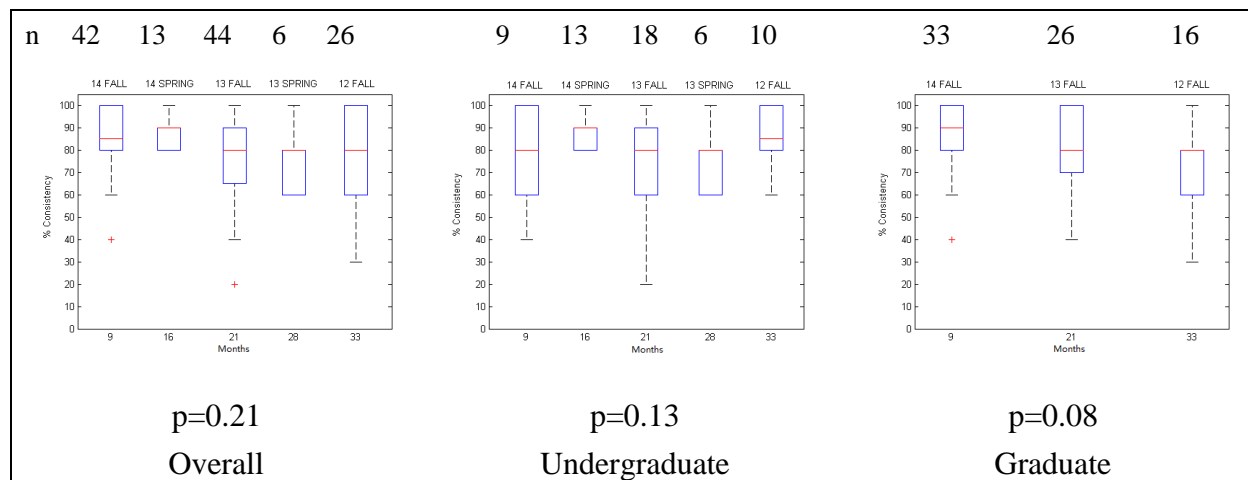 n 42 13 44 6 26 9 13 18 6 10 33 26 16
14 FALL 14 SPRING 13 FALL 13 SPRING 12 FALL
100
90
80
70
60
50
40
30
20
10
0
% Consistency
9 16 21 28 33
Months
14 FALL 14 SPRING 13 FALL 13 SPRING 12 FALL
100
90
80
70
60
50
40
30
20
10
0
% Consistency
9 16 21 28 33
Months
14 FALL 13 FALL 12 FALL
100
90
80
70
60
50
40
30
20
10
0
% Consistency
9 21 33
Months
p=0.21 p=0.13 p=0.08
Overall Undergraduate Graduate